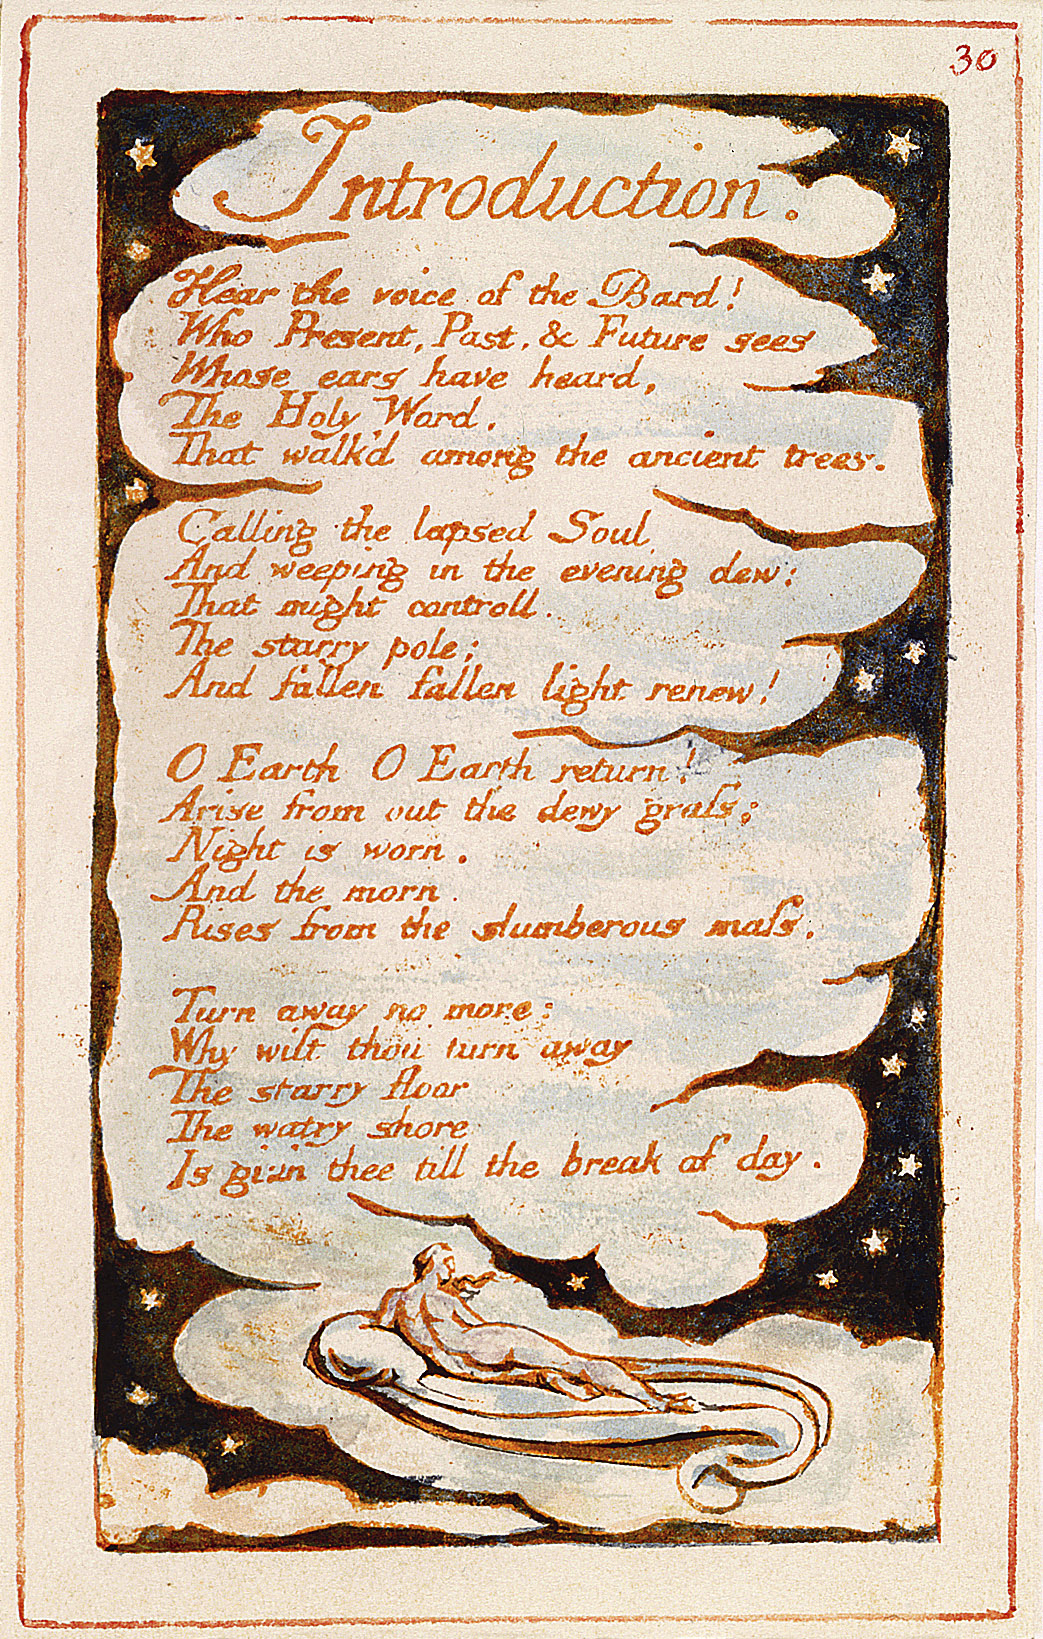 30
Introduction.
Hear the voice of the Bard!
Who Present, Past, & Future sees
Whose ears have heard,
The Holy Word,
That walk'd among the ancient trees.
Calling the lapsed Soul
And weeping in the evening dew:
That might controll.
The starry pole;
And fallen fallen light renew!
O Earth O Earth return!
Arise from out the dewy graſs;
Night is worn.
And the morn
Rises from the slumberous maſs.
Turn away no more:
Why wilt thou turn away
The starry floor
The watry shore
Is giv'n thee till the break of day.